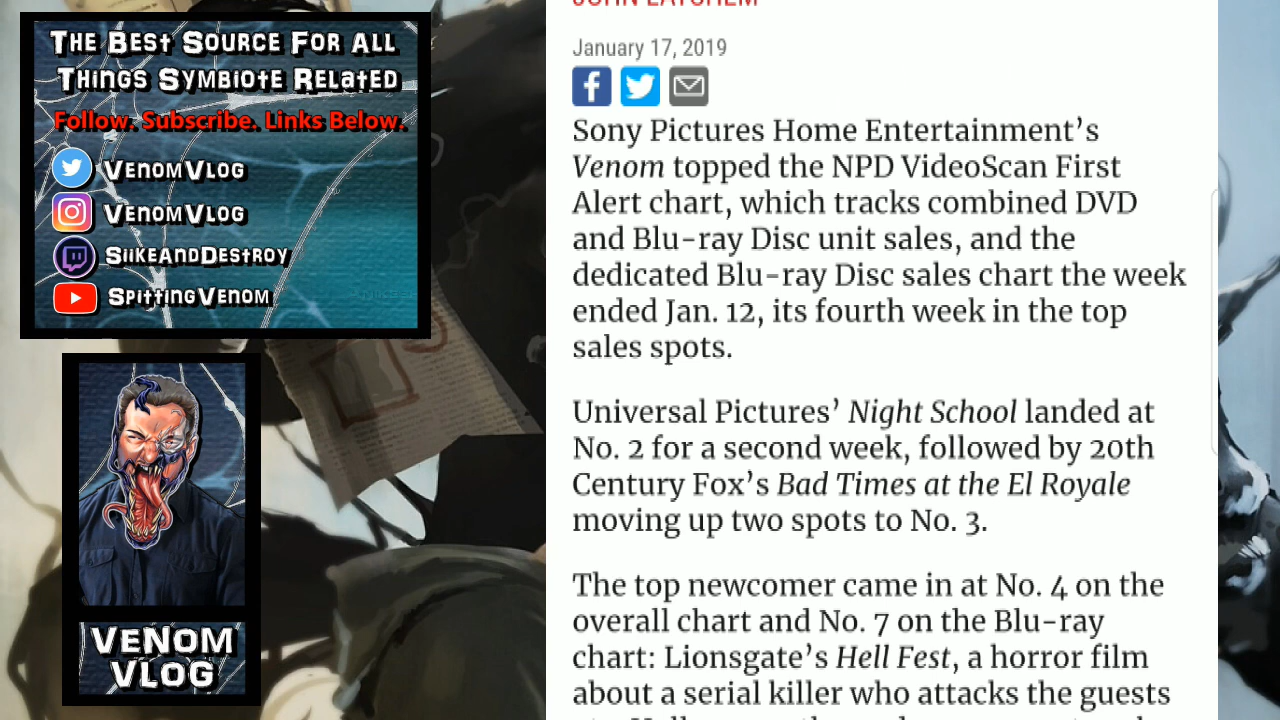 The Best Source For All
Things Symbiote Related
Follow. Subscribe. Links Below.
VenomVlog
VenomVlog
SiikeAndDestroy
SpittingVenom
VENOM
VLOG
JOHN LATCHEM
January 17, 2019
Sony Pictures Home Entertainment’s
Venom topped the NPD VideoScan First
Alert chart, which tracks combined DVD
and Blu-ray Disc unit sales, and the
dedicated Blu-ray Disc sales chart the week
ended Jan. 12, its fourth week in the top
sales spots.
Universal Pictures’ Night School landed at
No. 2 for a second week, followed by 20th
Century Fox’s Bad Times at the El Royale
moving up two spots to No. 3.
The top newcomer came in at No. 4 on the
overall chart and No. 7 on the Blu-ray
chart: Lionsgate’s Hell Fest, a horror film
about a serial killer who attacks the guests